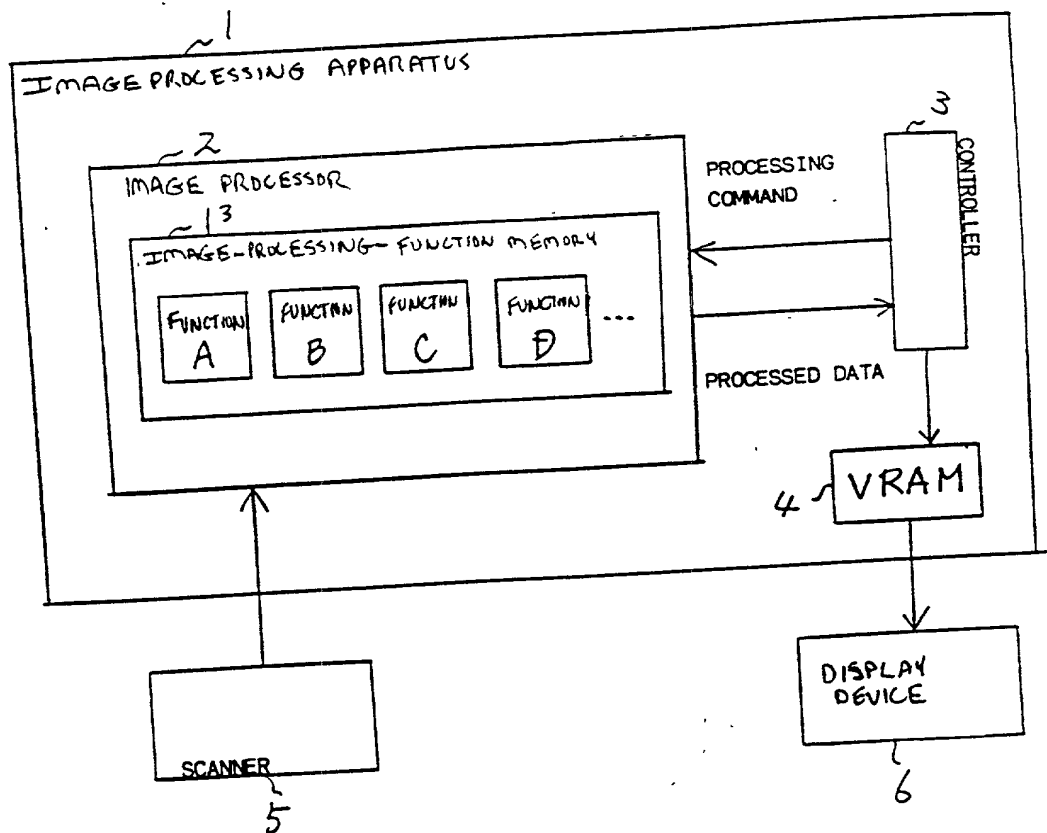 1
IMAGE PROCESSING APPARATUS
2
IMAGE PROCESSOR
13
IMAGE-PROCESSING-FUNCTION MEMORY
FUNCTION
A
FUNCTION
B
FUNCTION
C
FUNCTION
D
...
PROCESSING
COMMAND
PROCESSED DATA
3
CONTROLLER
4
VRAM
SCANNER
5
DISPLAY
DEVICE
6